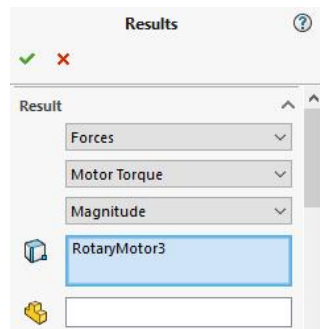 Results
Result
Forces
Motor Torque
Magnitude
RotaryMotor3